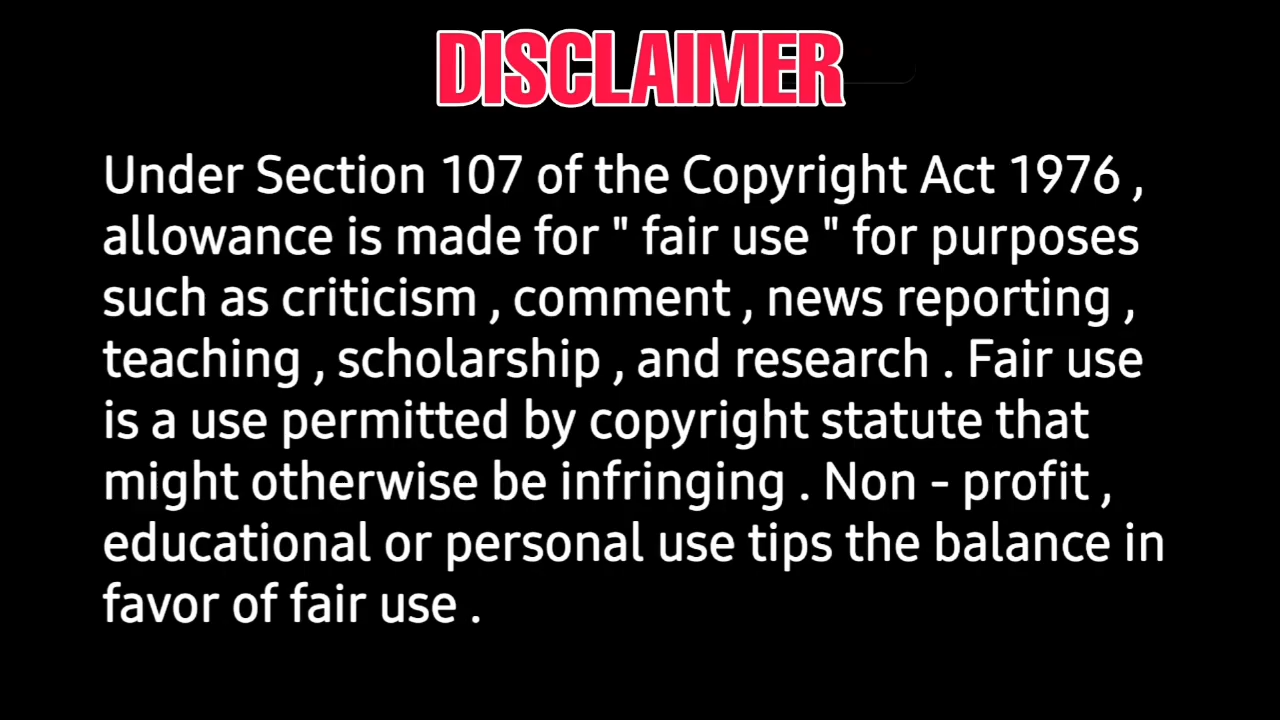 DISCLAIMER
Under Section 107 of the Copyright Act 1976 ,
allowance is made for " fair use " for purposes
such as criticism , comment , news reporting ,
teaching , scholarship , and research . Fair use
is a use permitted by copyright statute that
might otherwise be infringing . Non - profit ,
educational or personal use tips the balance in
favor of fair use .